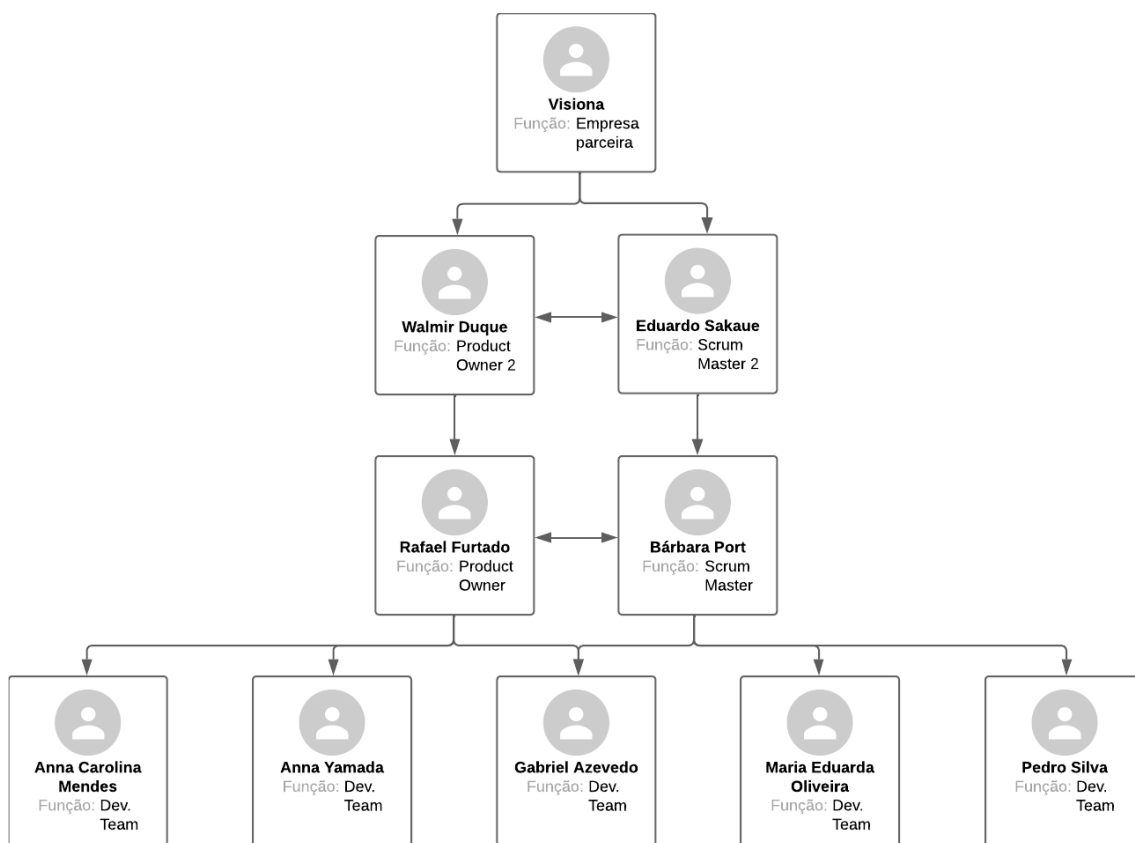 Visiona
Função: Empresa
parceira
Walmir Duque
Função: Product
Owner 2
Eduardo Sakaue
Função: Scrum
Master 2
Rafael Furtado
Função: Product
Owner
Bárbara Port
Função: Scrum
Master
Anna Carolina
Mendes
Função: Dev.
Team
Anna Yamada
Função: Dev.
Team
Gabriel Azevedo
Função: Dev.
Team
Maria Eduarda
Oliveira
Função: Dev.
Team
Pedro Silva
Função: Dev.
Team